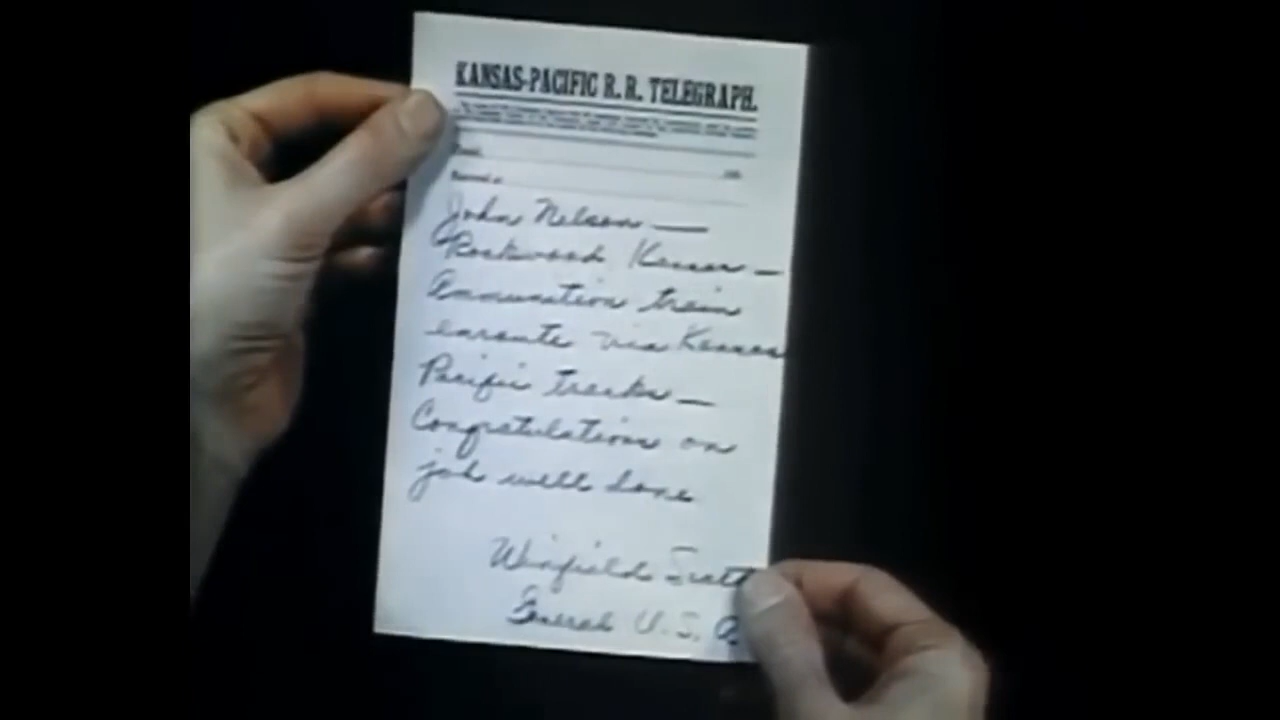 KANSAS-PACIFIC R. R. TELEGRAPH.
John Nelson —
Rockwood Kansas —
Ammunition train
enroute via Kansas
Pacific tracks —
Congratulations on
job well done
Winfield Scott
General U. S. A.